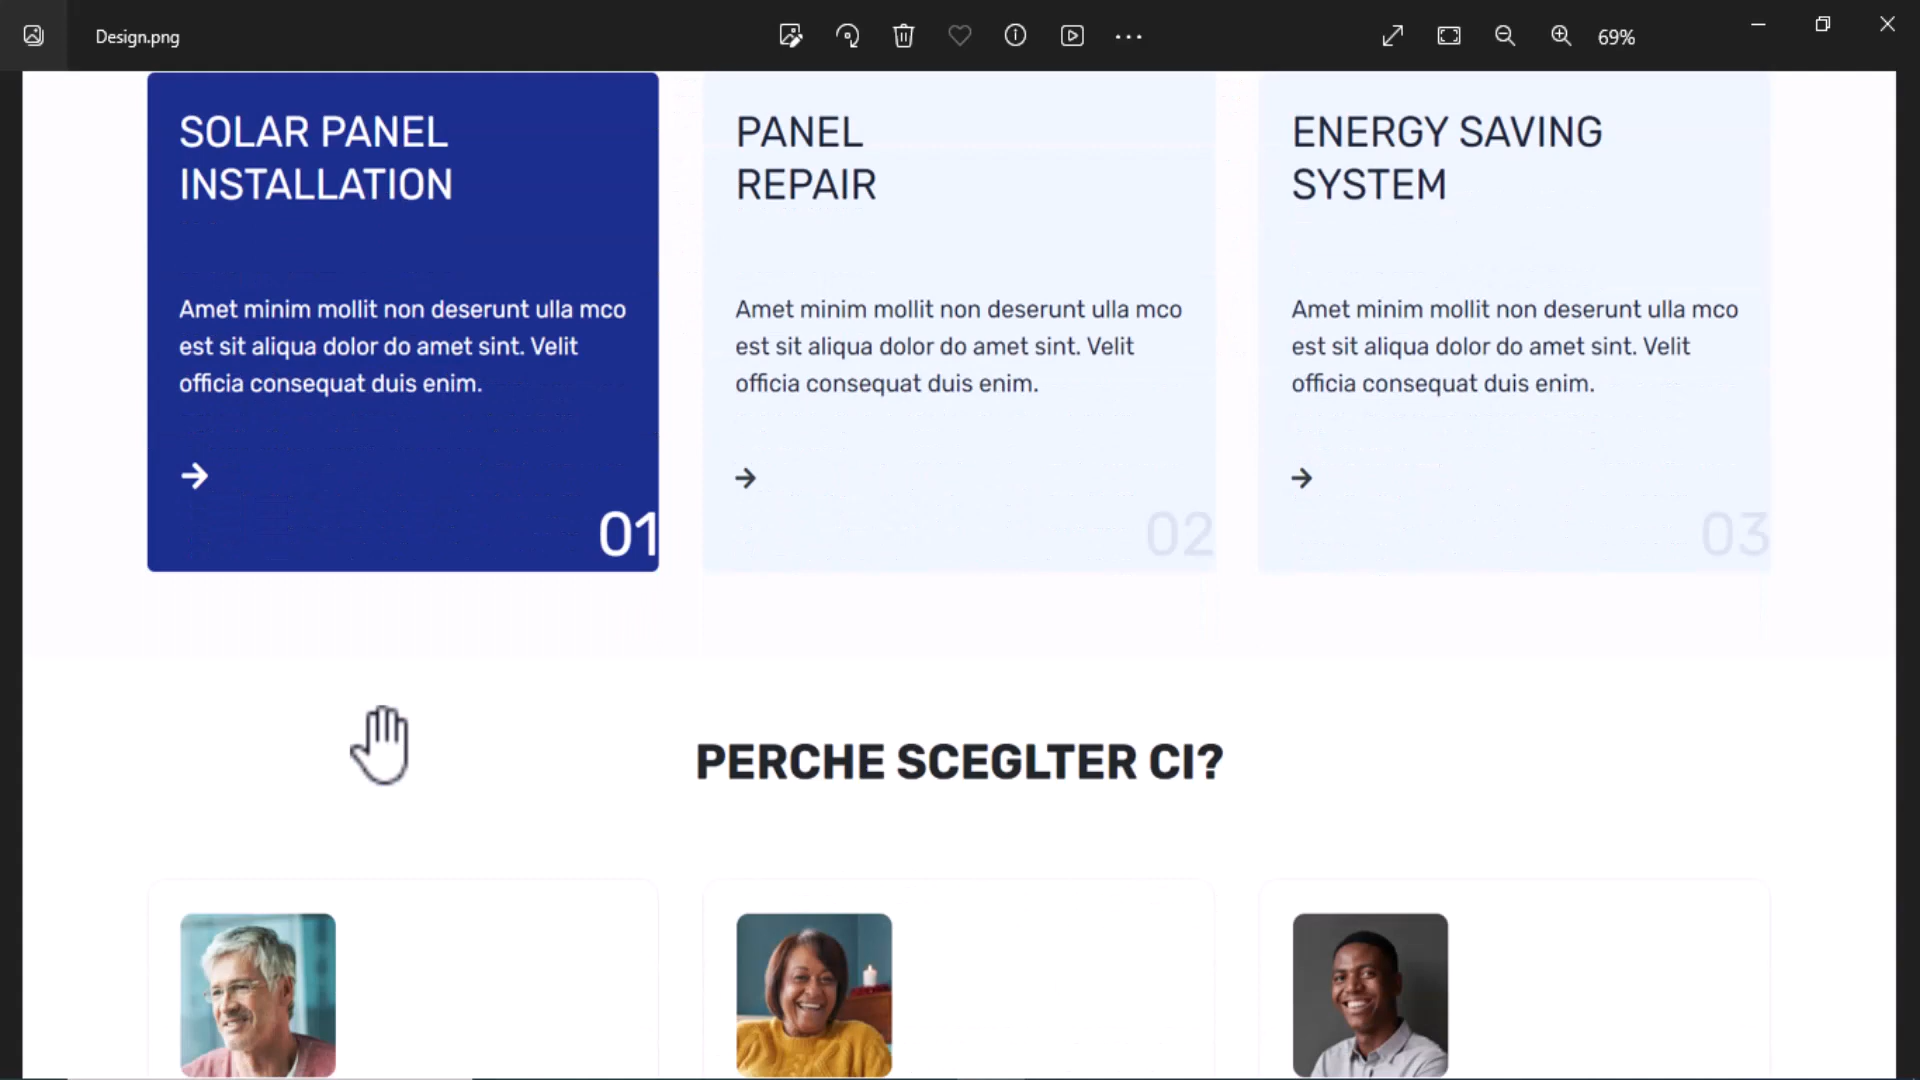 Design.png
69%
SOLAR PANEL
INSTALLATION
Amet minim mollit non deserunt ulla mco
est sit aliqua dolor do amet sint. Velit
officia consequat duis enim.
01
PANEL
REPAIR
Amet minim mollit non deserunt ulla mco
est sit aliqua dolor do amet sint. Velit
officia consequat duis enim.
02
ENERGY SAVING
SYSTEM
Amet minim mollit non deserunt ulla mco
est sit aliqua dolor do amet sint. Velit
officia consequat duis enim.
03
PERCHE SCEGLTER CI?